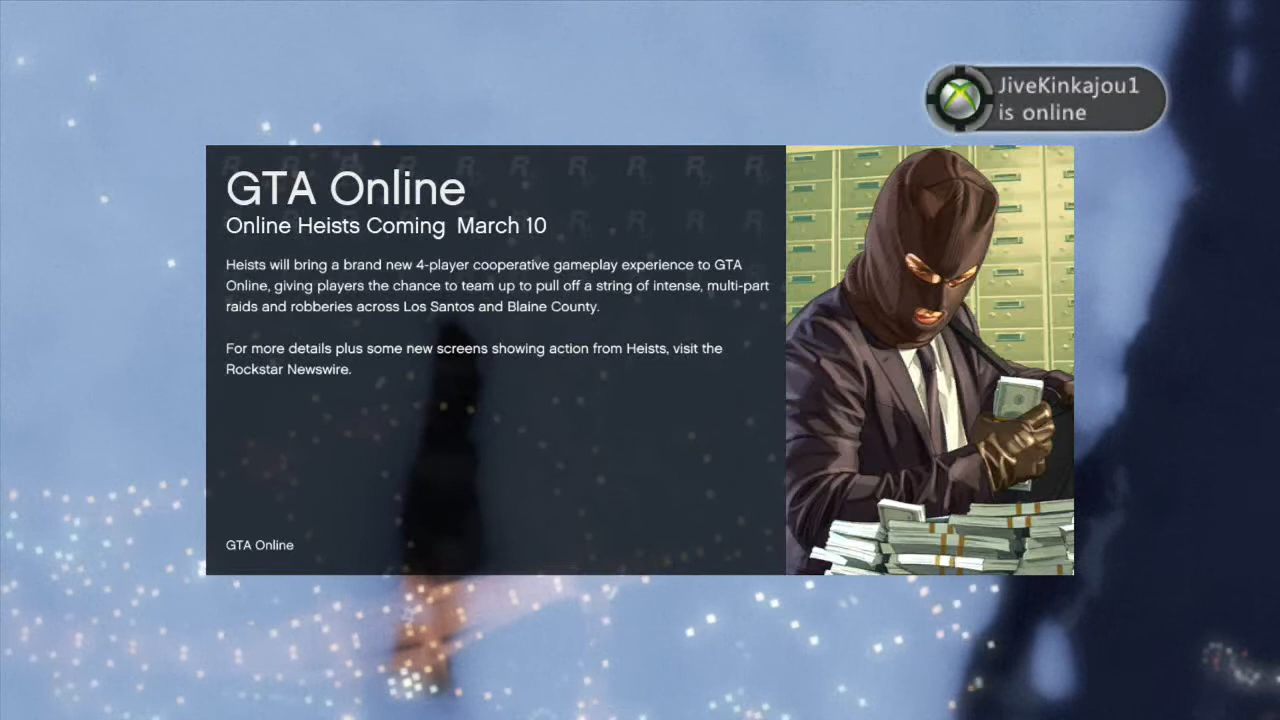 JiveKinkajou1
is online
GTA Online
Online Heists Coming March 10
Heists will bring a brand new 4-player cooperative gameplay experience to GTA
Online, giving players the chance to team up to pull off a string of intense, multi-part
raids and robberies across Los Santos and Blaine County.
For more details plus some new screens showing action from Heists, visit the
Rockstar Newswire.
GTA Online